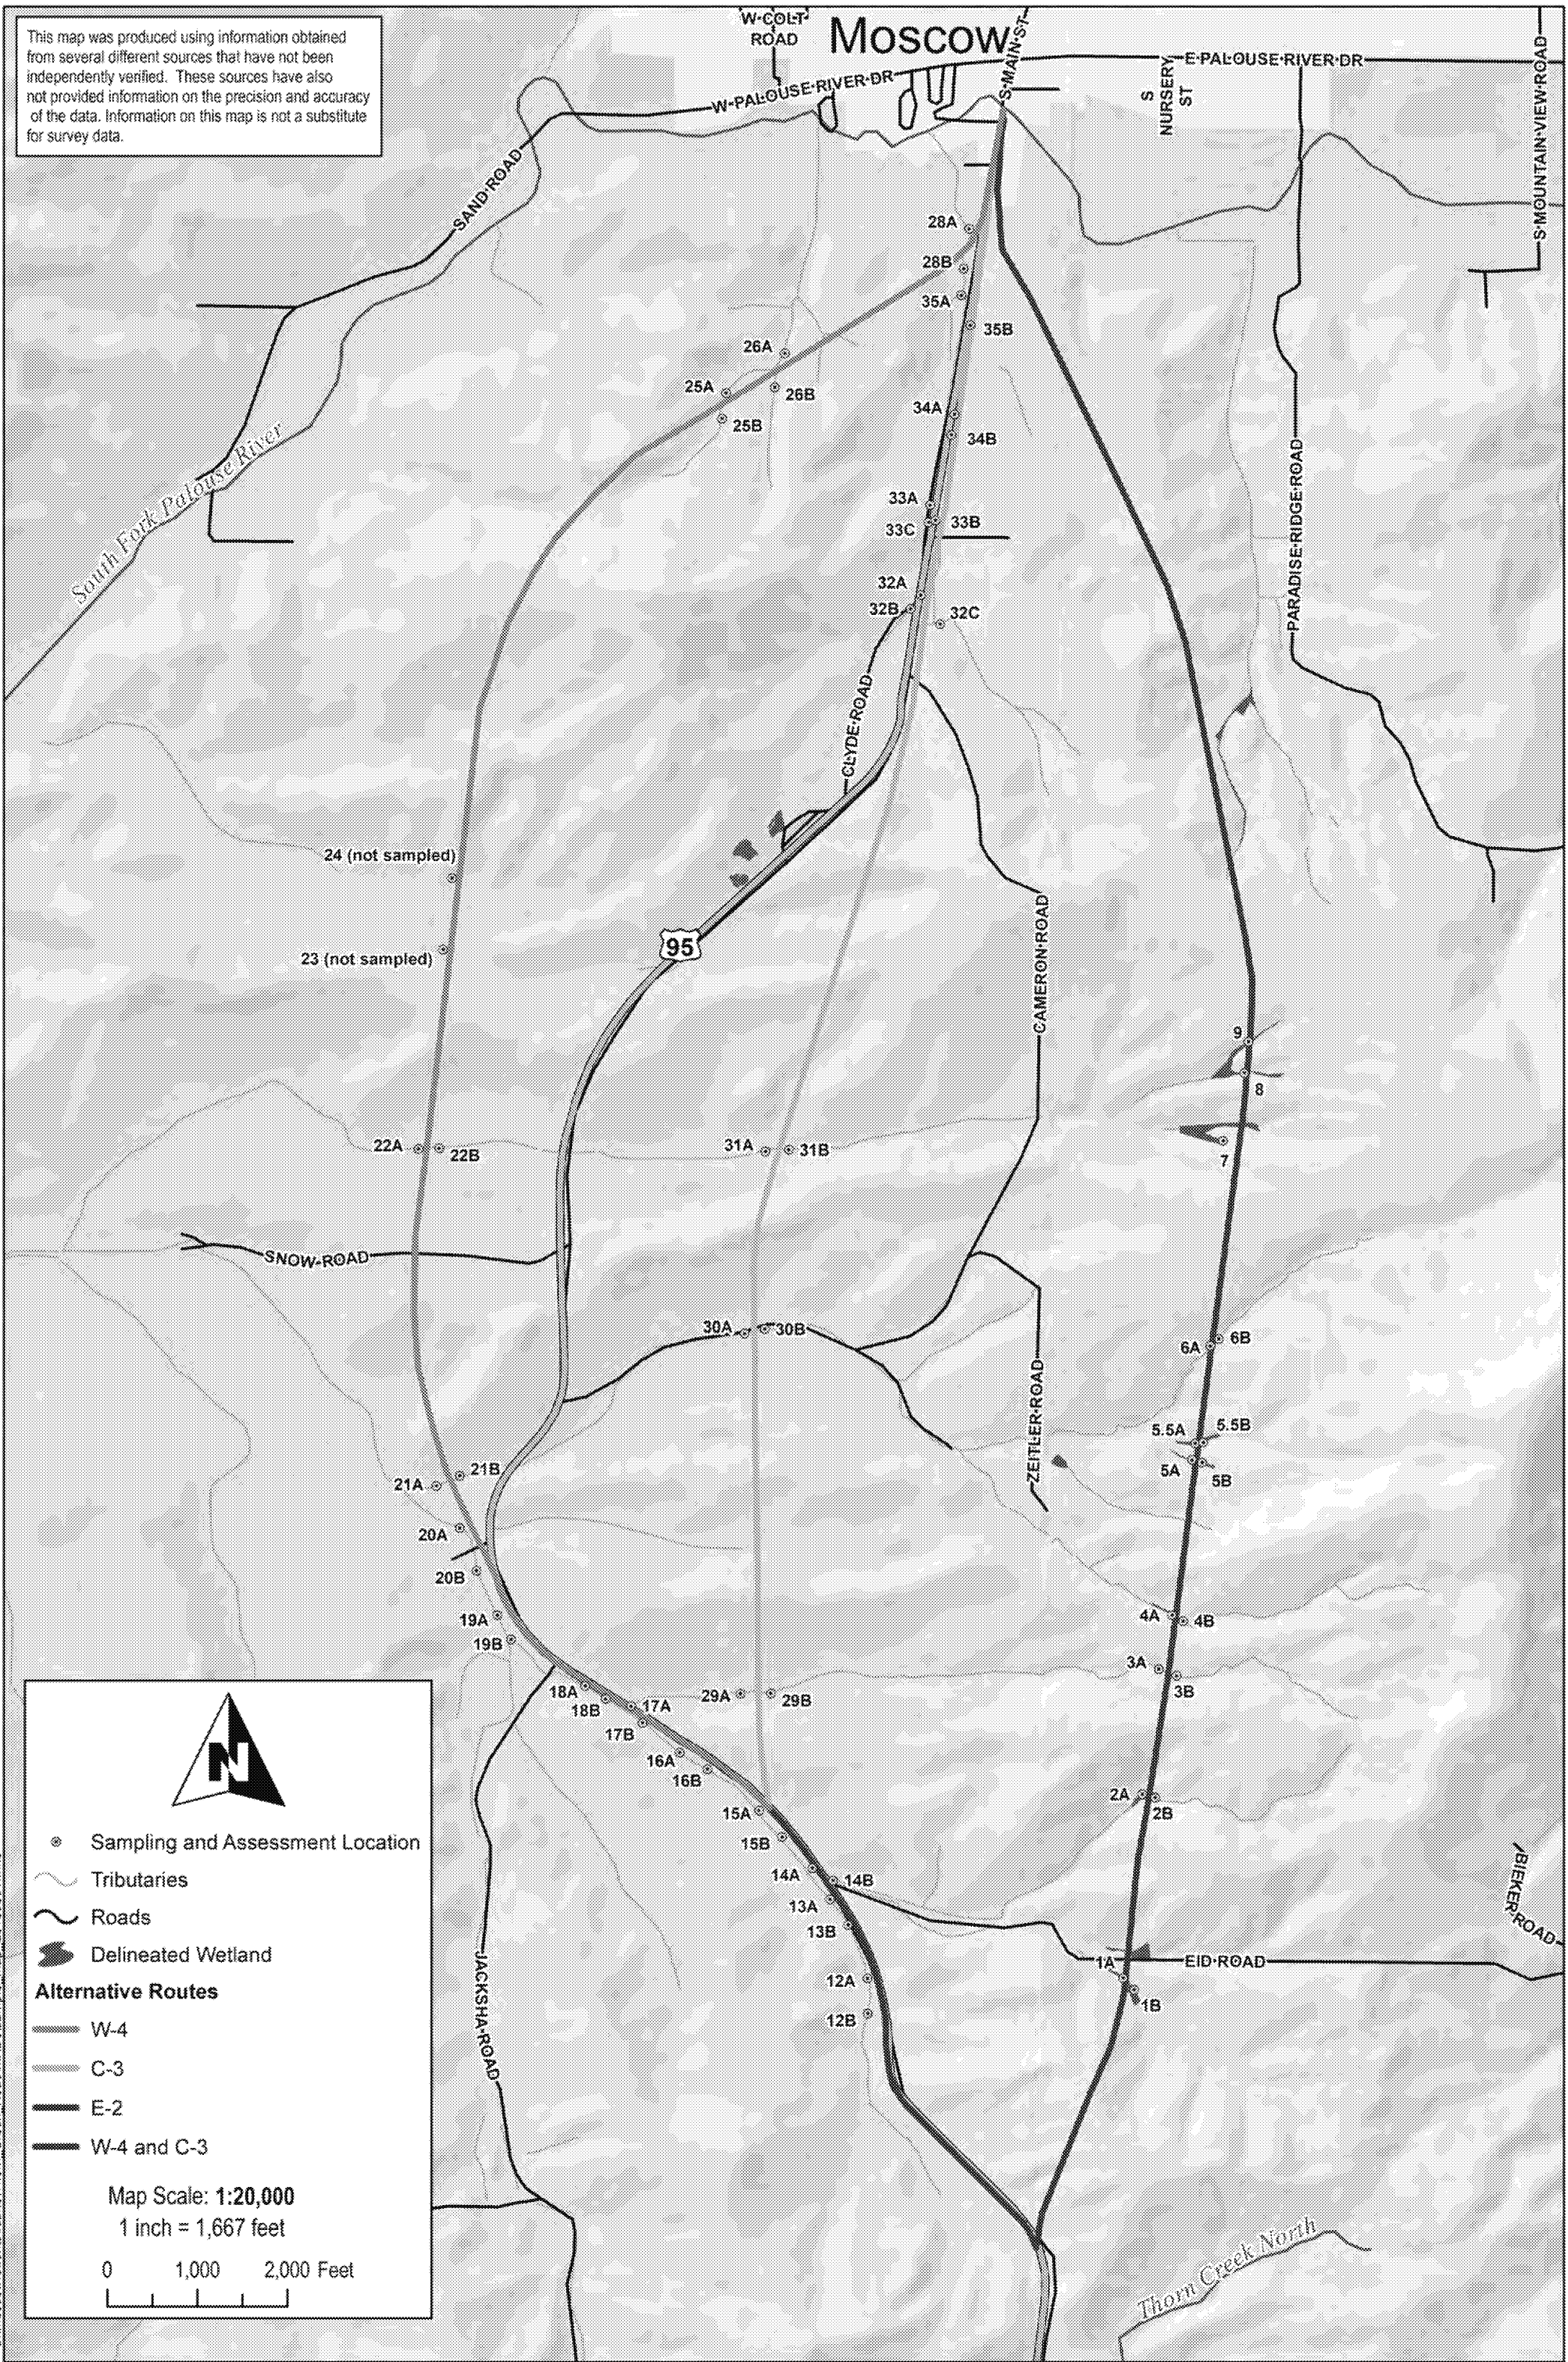 This map was produced using information obtained
from several different sources that have not been
independently verified. These sources have also
not provided information on the precision and accuracy
of the data. Information on this map is not a substitute
for survey data.
W COLT
ROAD
Moscow
S MAIN ST
E PALOUSE RIVER DR
W PALOUSE RIVER DR
S
NURSERY
ST
S MOUNTAIN VIEW ROAD
SAND ROAD
28A
28B
35A
35B
26A
26B
25A
25B
34A
34B
South Fork Palouse River
PARADISE RIDGE ROAD
33A
33B
33C
32A
32B
32C
CLYDE ROAD
24 (not sampled)
95
23 (not sampled)
CAMERON ROAD
9
8
7
22A
22B
31A
31B
SNOW ROAD
30A
30B
6A
6B
ZEITLER ROAD
5.5A
5.5B
5A
5B
21A
21B
20A
20B
19A
19B
4A
4B
3A
3B
18A
18B
17A
17B
29A
29B
16A
16B
2A
2B
15A
15B
14A
14B
13A
13B
BIEKER ROAD
12A
12B
1A
1B
EID ROAD
JACKSHA ROAD
Thorn Creek North
N
Sampling and Assessment Location
Tributaries
Roads
Delineated Wetland
Alternative Routes
W-4
C-3
E-2
W-4 and C-3
Map Scale: 1:20,000
1 inch = 1,667 feet
0 1,000 2,000 Feet